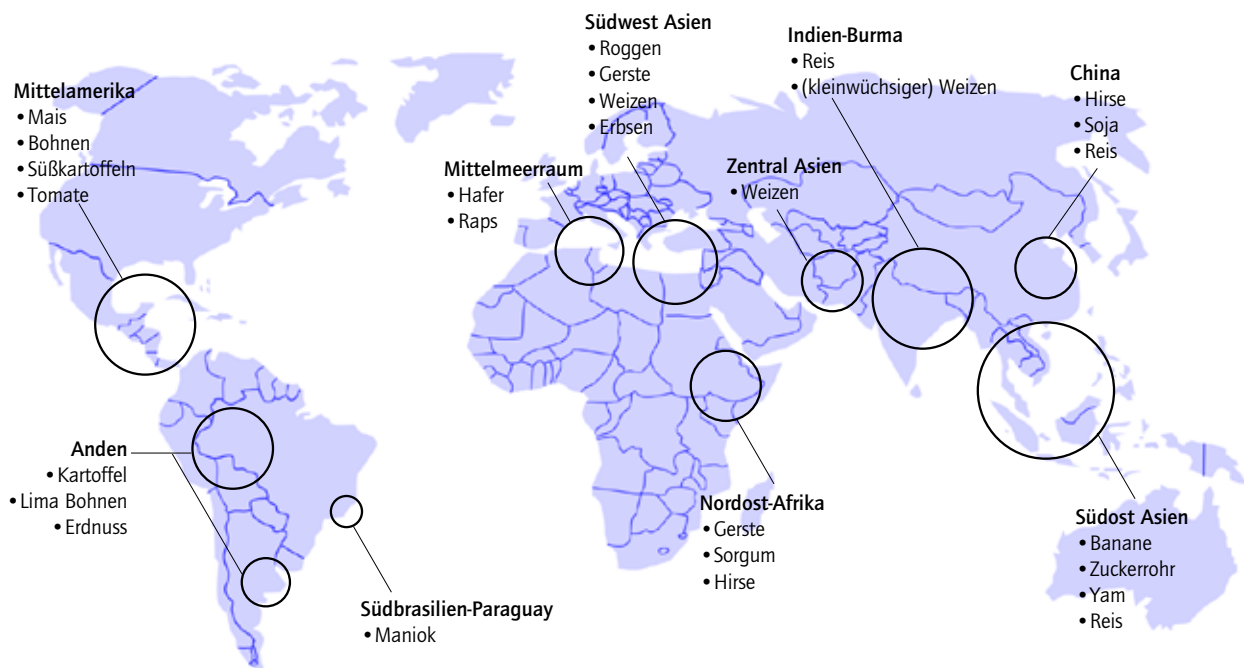 Mittelamerika
• Mais
• Bohnen
• Süßkartoffeln
• Tomate
Südwest Asien
• Roggen
• Gerste
• Weizen
• Erbsen
Indien-Burma
• Reis
• (kleinwüchsiger) Weizen
China
• Hirse
• Soja
• Reis
Mittelmeerraum
• Hafer
• Raps
Zentral Asien
• Weizen
Anden
• Kartoffel
• Lima Bohnen
• Erdnuss
Südbrasilien-Paraguay
• Maniok
Nordost-Afrika
• Gerste
• Sorgum
• Hirse
Südost Asien
• Banane
• Zuckerrohr
• Yam
• Reis